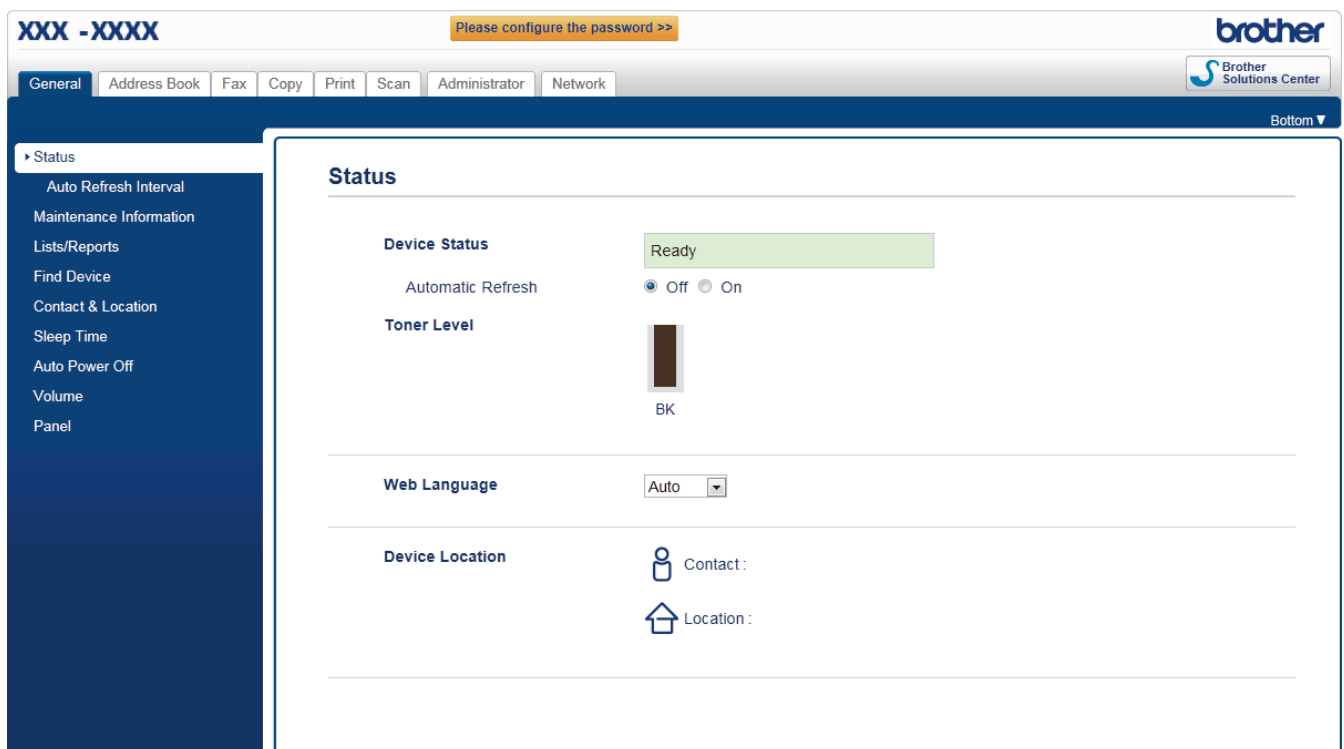 XXX -XXXX
Please configure the password >>
brother
General Address Book Fax Copy Print Scan Administrator Network
Brother
Solutions Center
Bottom ▼
Status
Auto Refresh Interval
Maintenance Information
Lists/Reports
Find Device
Contact & Location
Sleep Time
Auto Power Off
Volume
Panel
Status
Device Status Ready
Automatic Refresh Off On
Toner Level
BK
Web Language Auto
Device Location Contact :
Location :